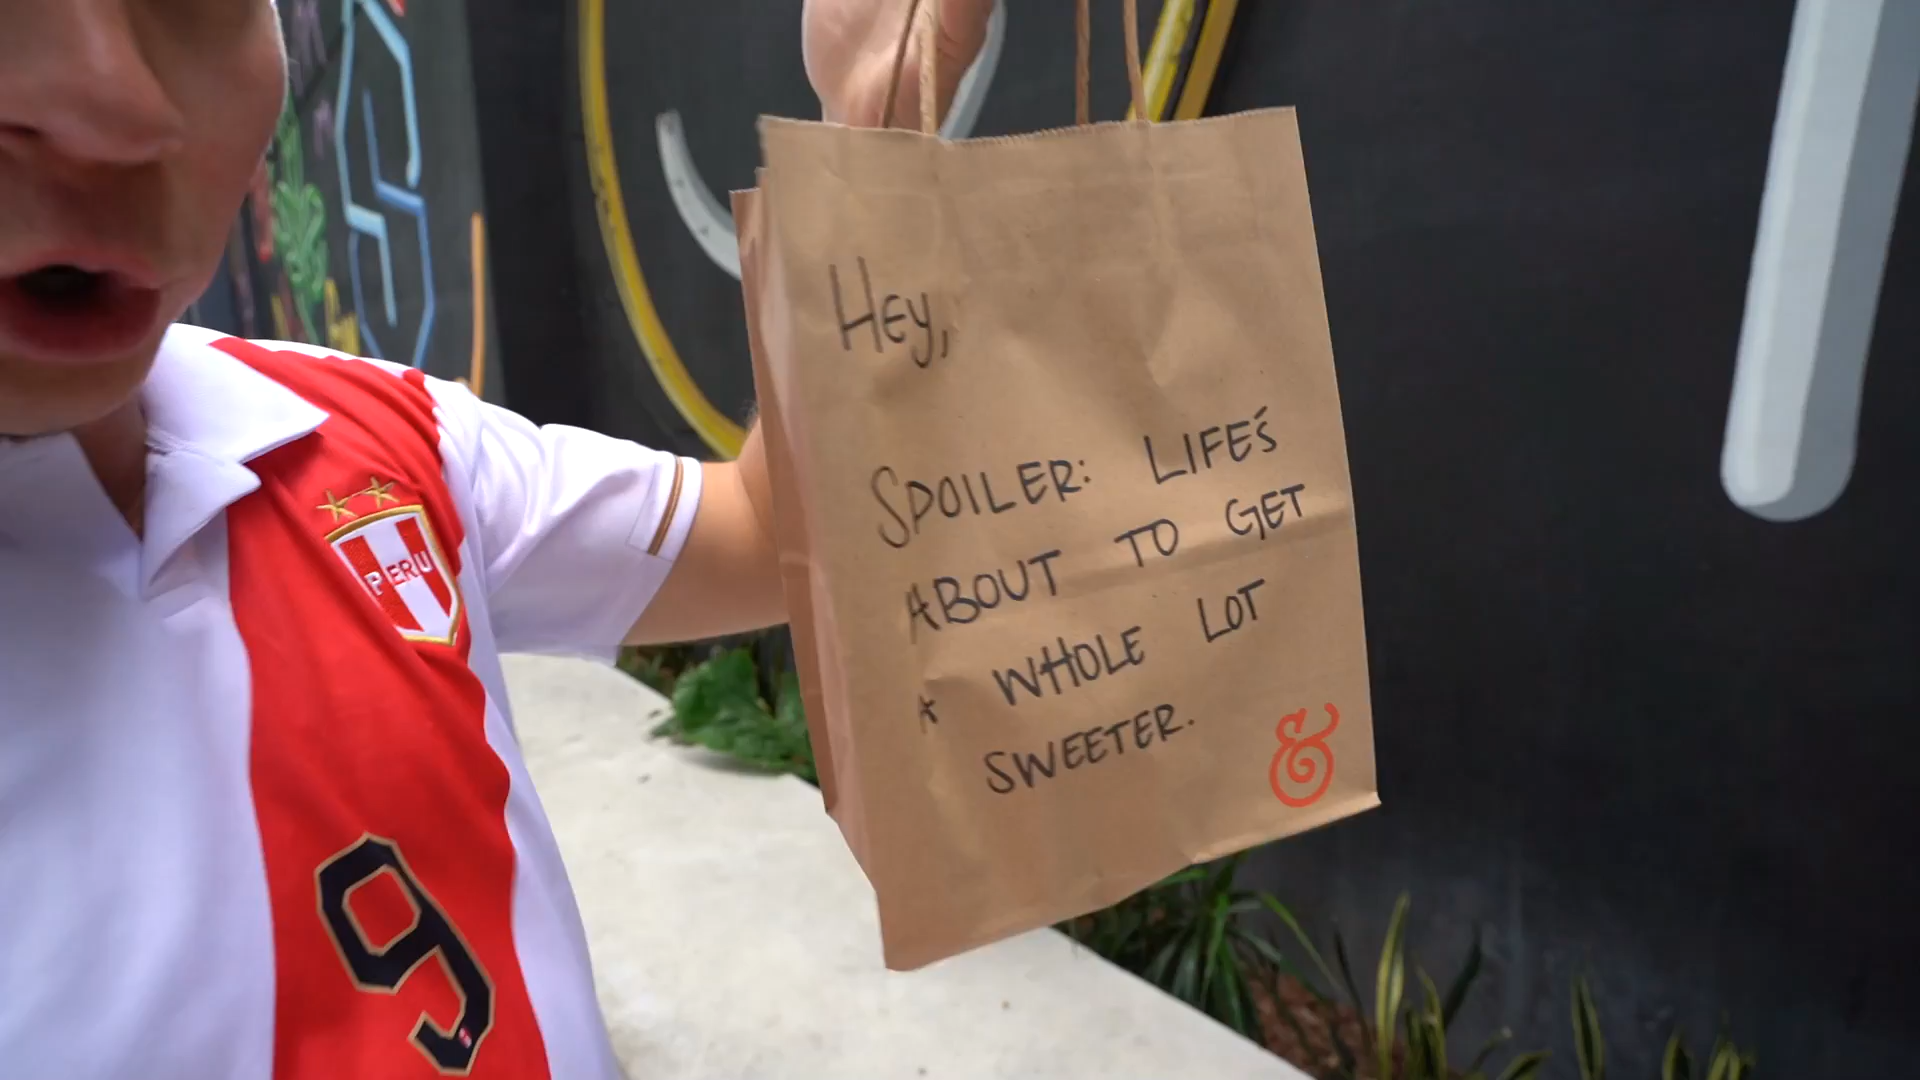 Hey,
SPOILER: LIFE'S
ABOUT TO GET
A WHOLE LOT
SWEETER.
&
PERU
9